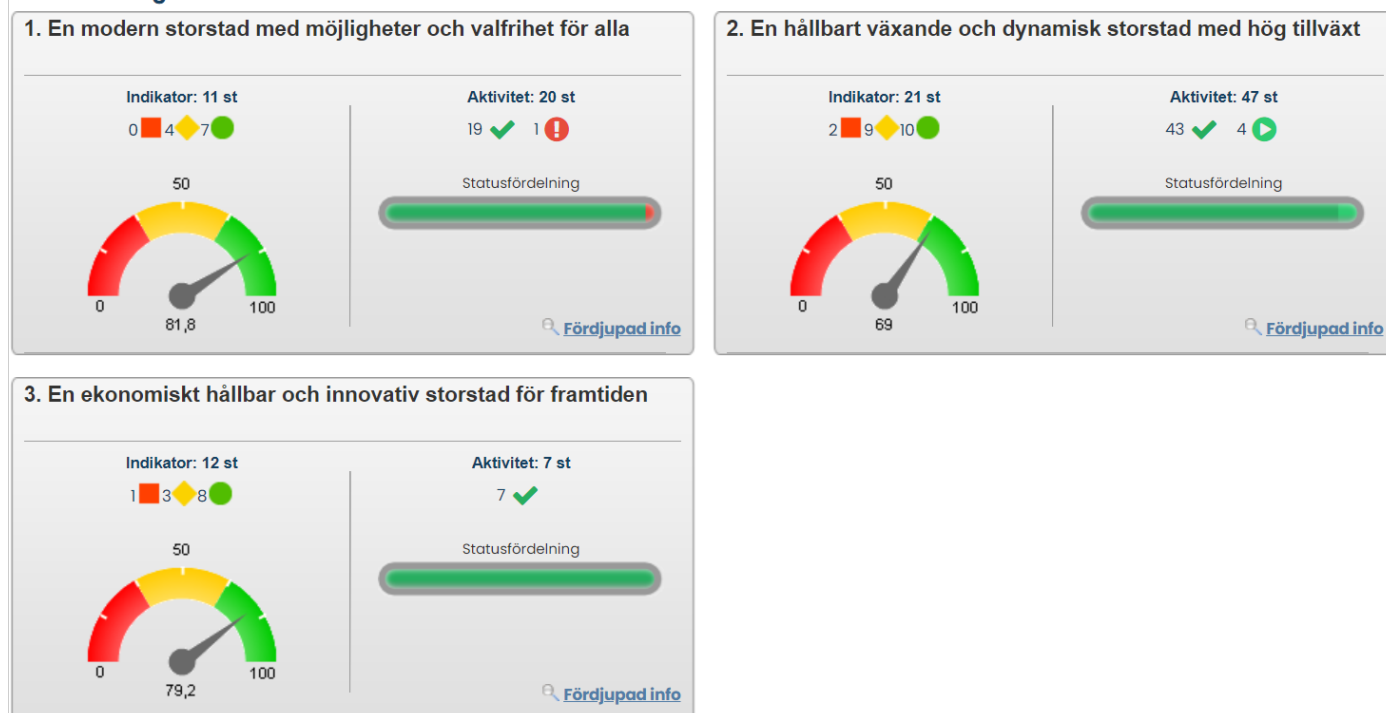 1. En modern storstad med möjligheter och valfrihet för alla
Indikator: 11 st
Aktivitet: 20 st
0 4 7
19 1
50
Statusfördelning
0
100
81,8
Fördjupad info
2. En hållbart växande och dynamisk storstad med hög tillväxt
Indikator: 21 st
Aktivitet: 47 st
2 9 10
43 4
50
Statusfördelning
0
100
69
Fördjupad info
3. En ekonomiskt hållbar och innovativ storstad för framtiden
Indikator: 12 st
Aktivitet: 7 st
1 3 8
7
50
Statusfördelning
0
100
79,2
Fördjupad info